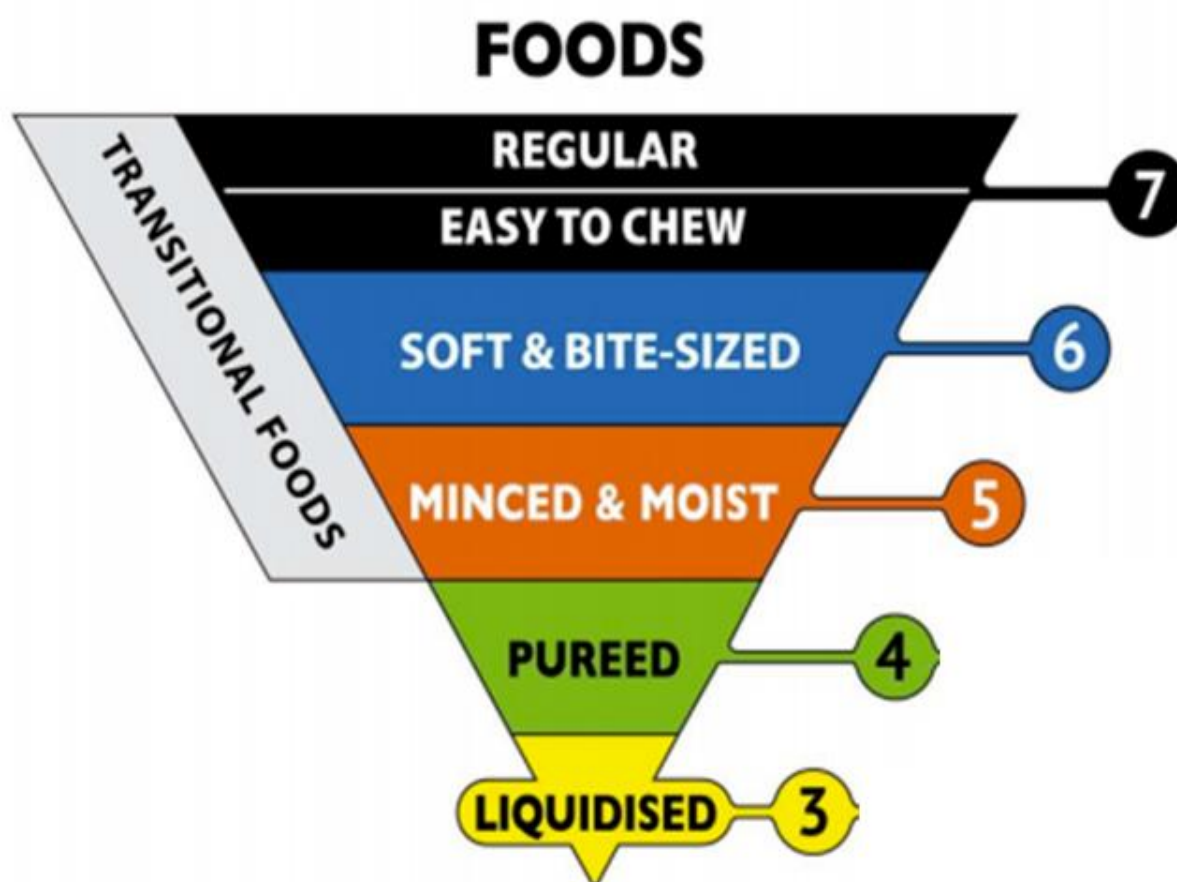 FOODS
TRANSITIONAL FOODS
REGULAR
7
EASY TO CHEW
SOFT & BITE-SIZED
6
MINCED & MOIST
5
PUREED
4
LIQUIDISED
3